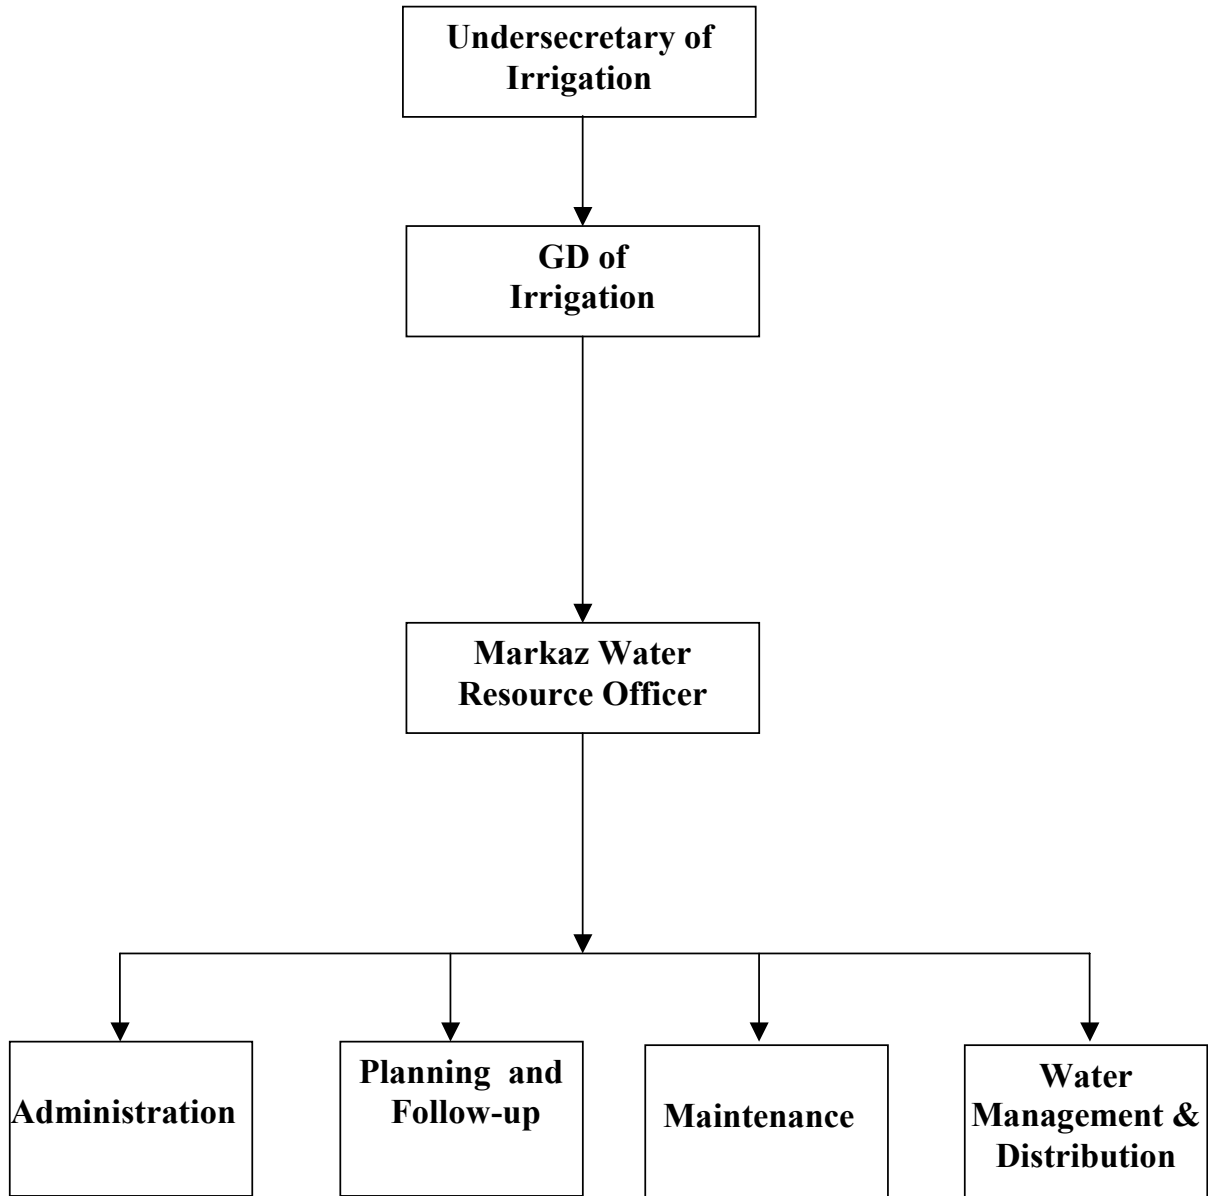 Undersecretary of
Irrigation
GD of
Irrigation
Markaz Water
Resource Officer
Administration
Planning and
Follow-up
Maintenance
Water
Management &
Distribution